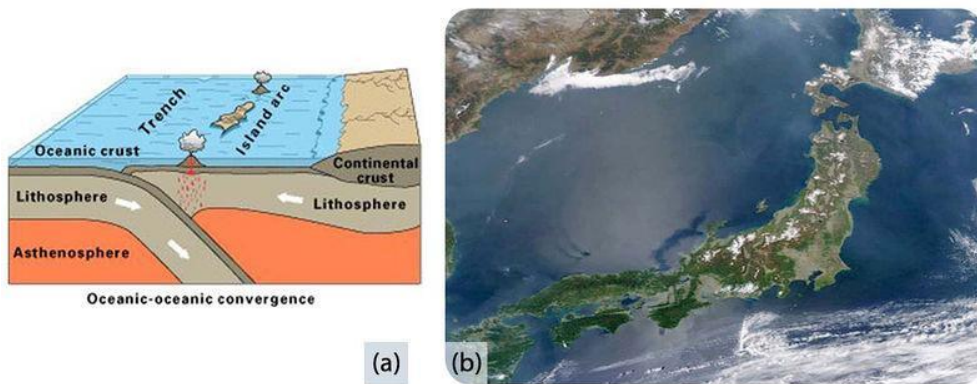 Trench
Island arc
Oceanic crust
Continental
crust
Lithosphere
Lithosphere
Asthenosphere
Oceanic-oceanic convergence
(a)
(b)